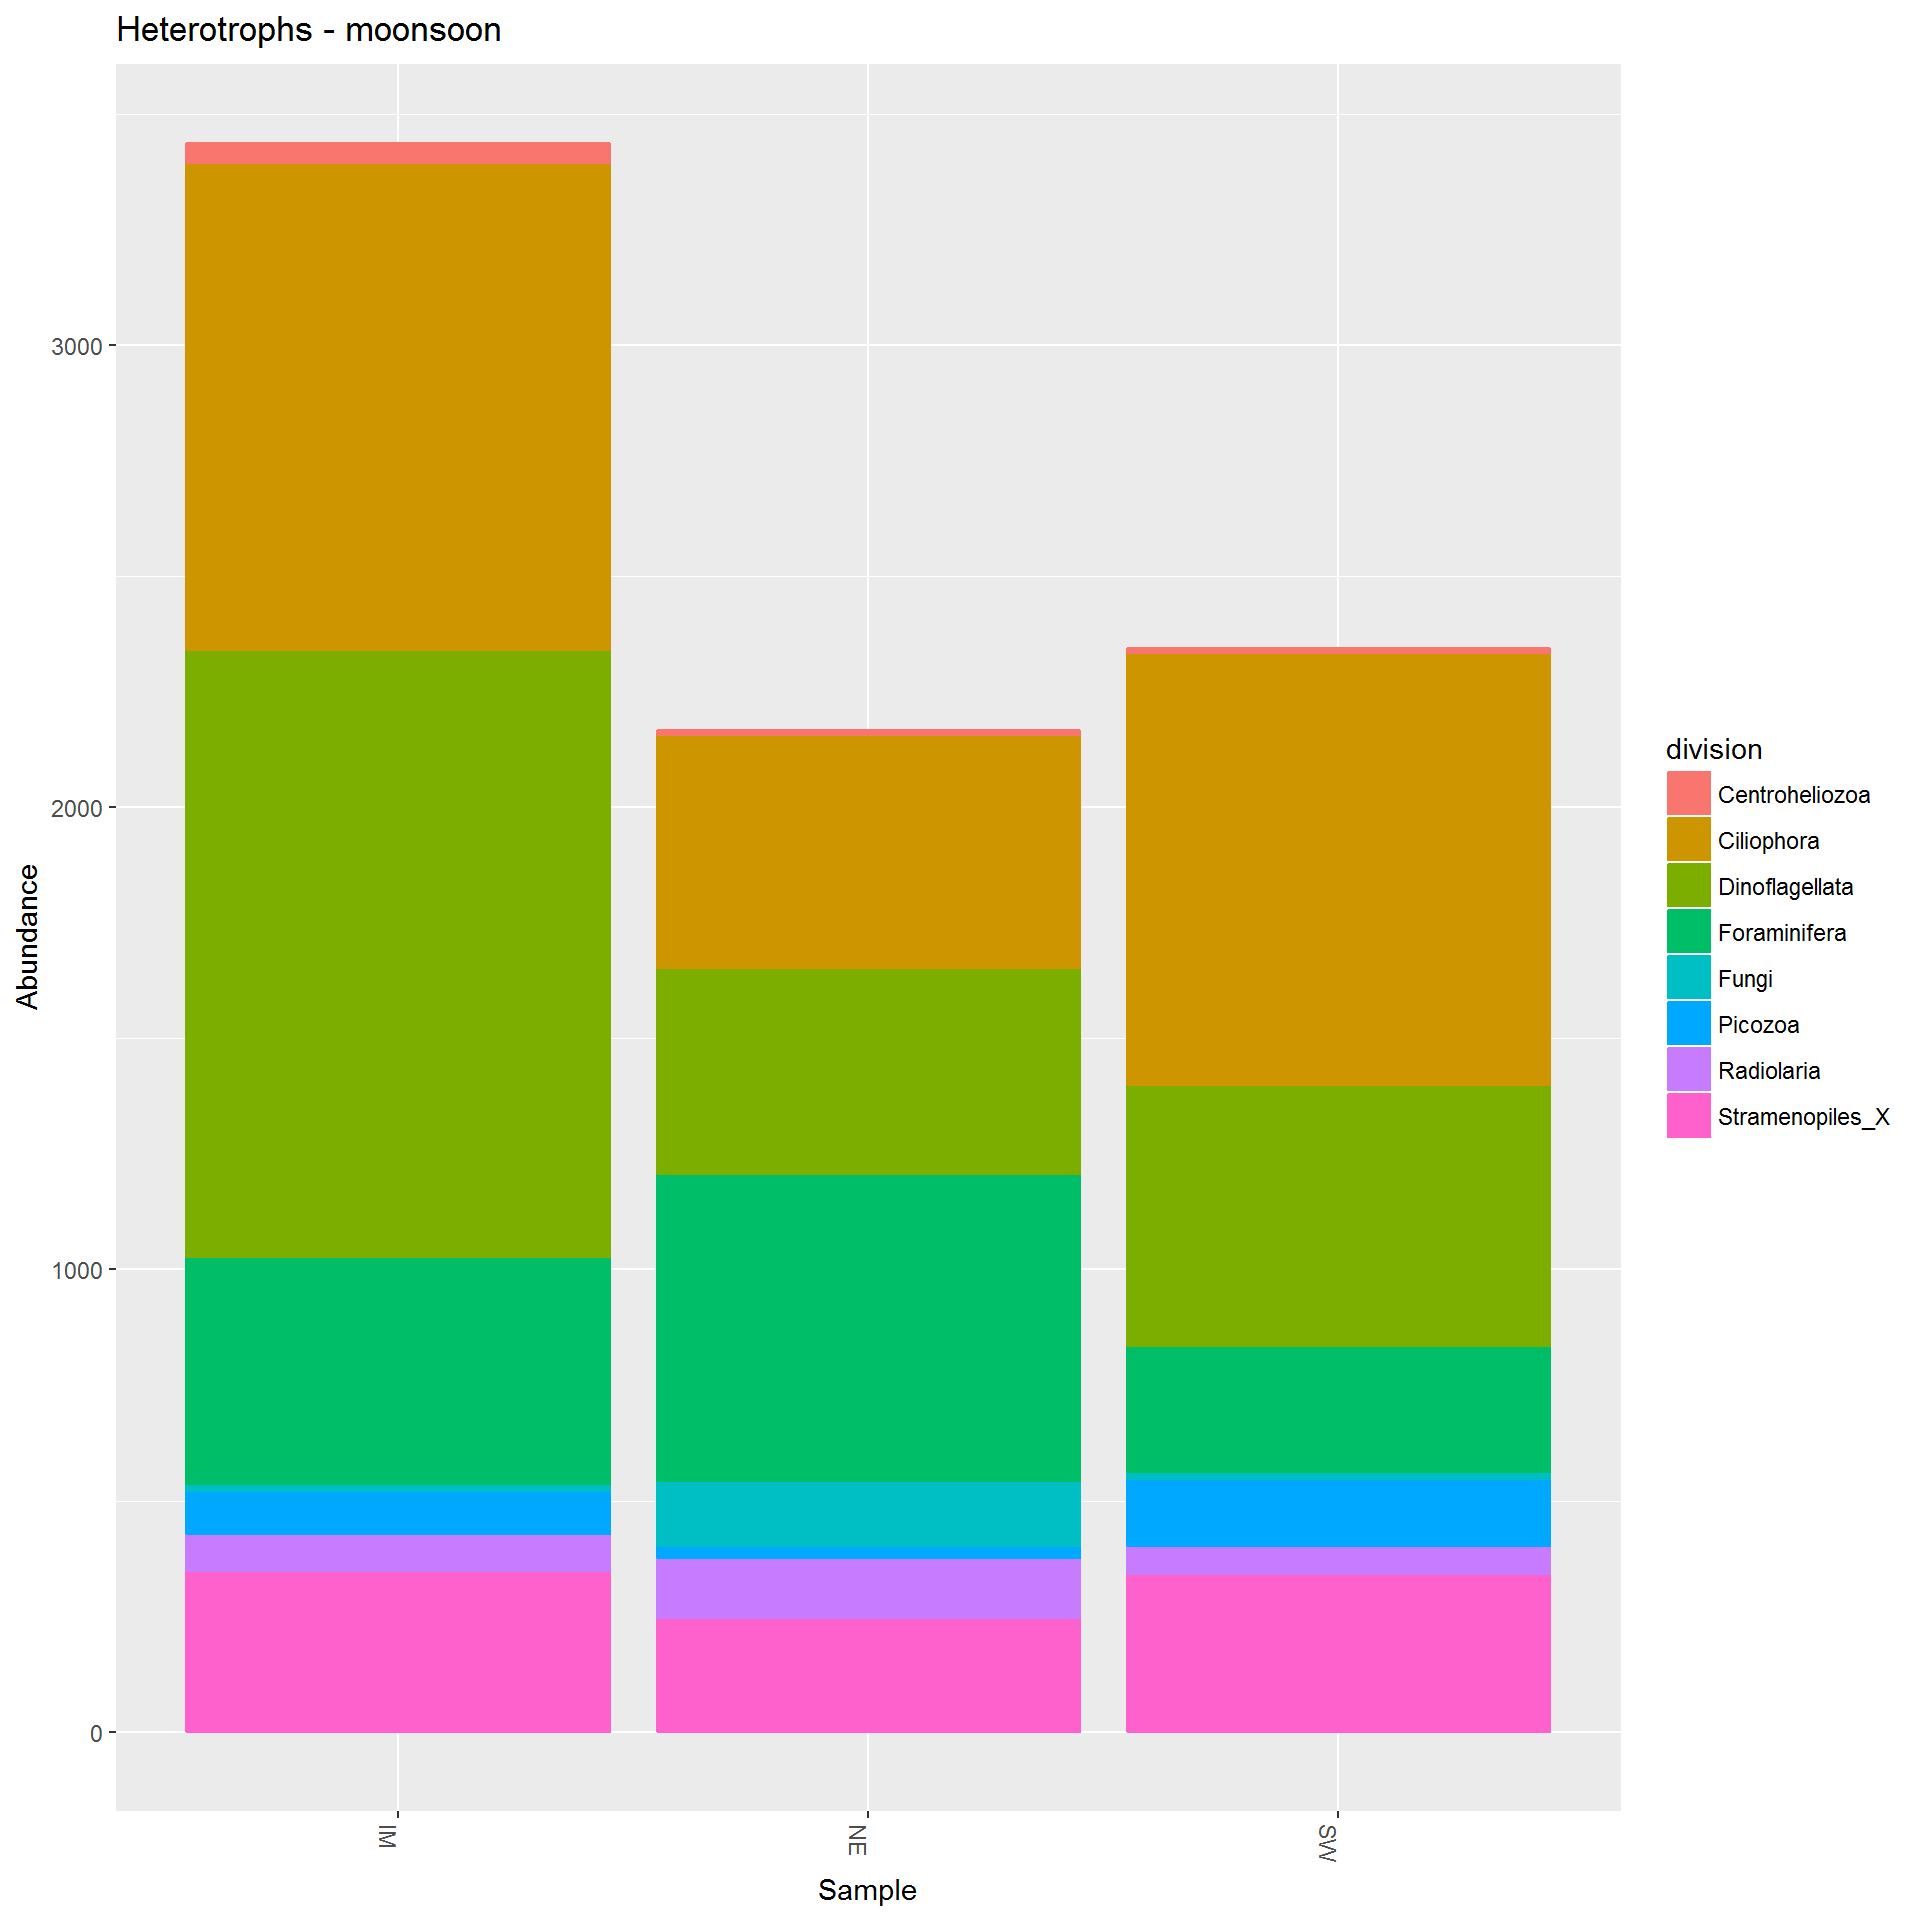 Heterotrophs - moonsoon
3000
2000
1000
0
Abundance
IM
NE
SW
Sample
division
Centroheliozoa
Ciliophora
Dinoflagellata
Foraminifera
Fungi
Picozoa
Radiolaria
Stramenopiles_X